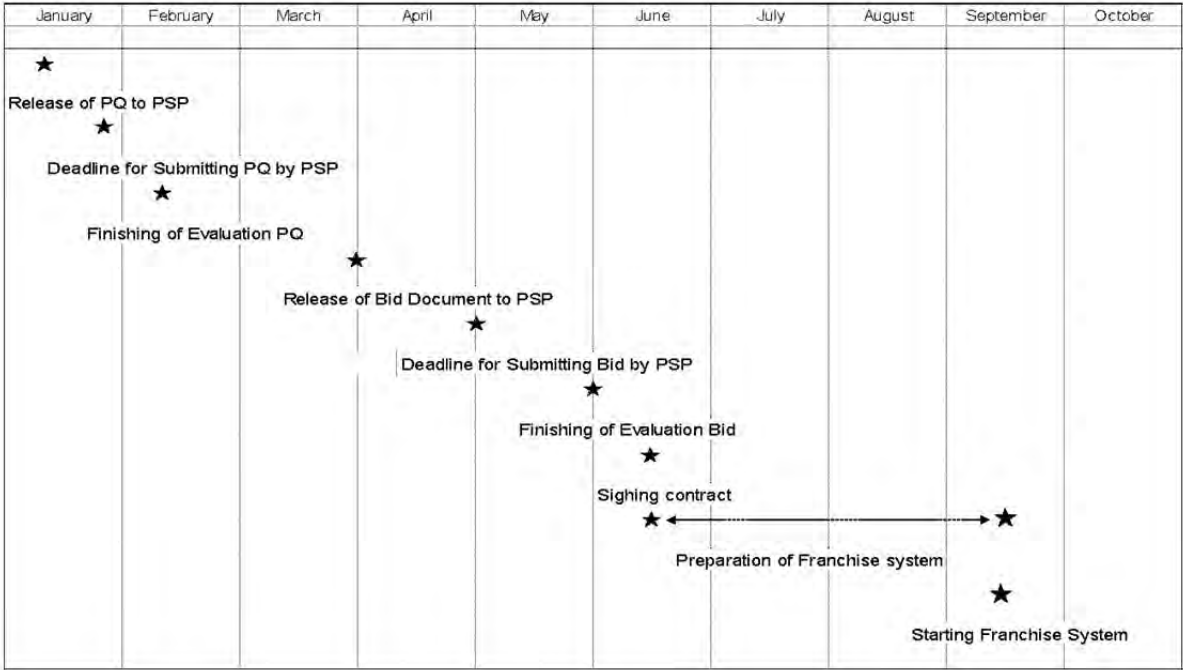 January February March April May June July August September October
Release of PQ to PSP
Deadline for Submitting PQ by PSP
Finishing of Evaluation PQ
Release of Bid Document to PSP
Deadline for Submitting Bid by PSP
Finishing of Evaluation Bid
Sighing contract
Preparation of Franchise system
Starting Franchise System